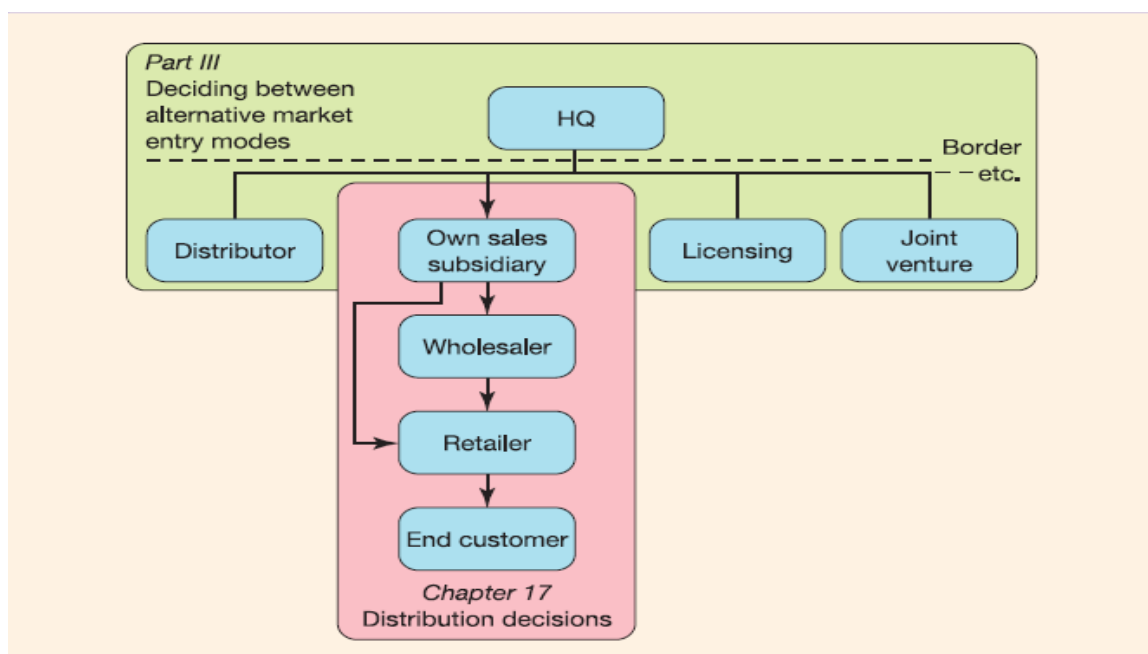 Part III
Deciding between
alternative market
entry modes
HQ
Border
etc.
Distributor
Own sales
subsidiary
Licensing
Joint
venture
Wholesaler
Retailer
End customer
Chapter 17
Distribution decisions